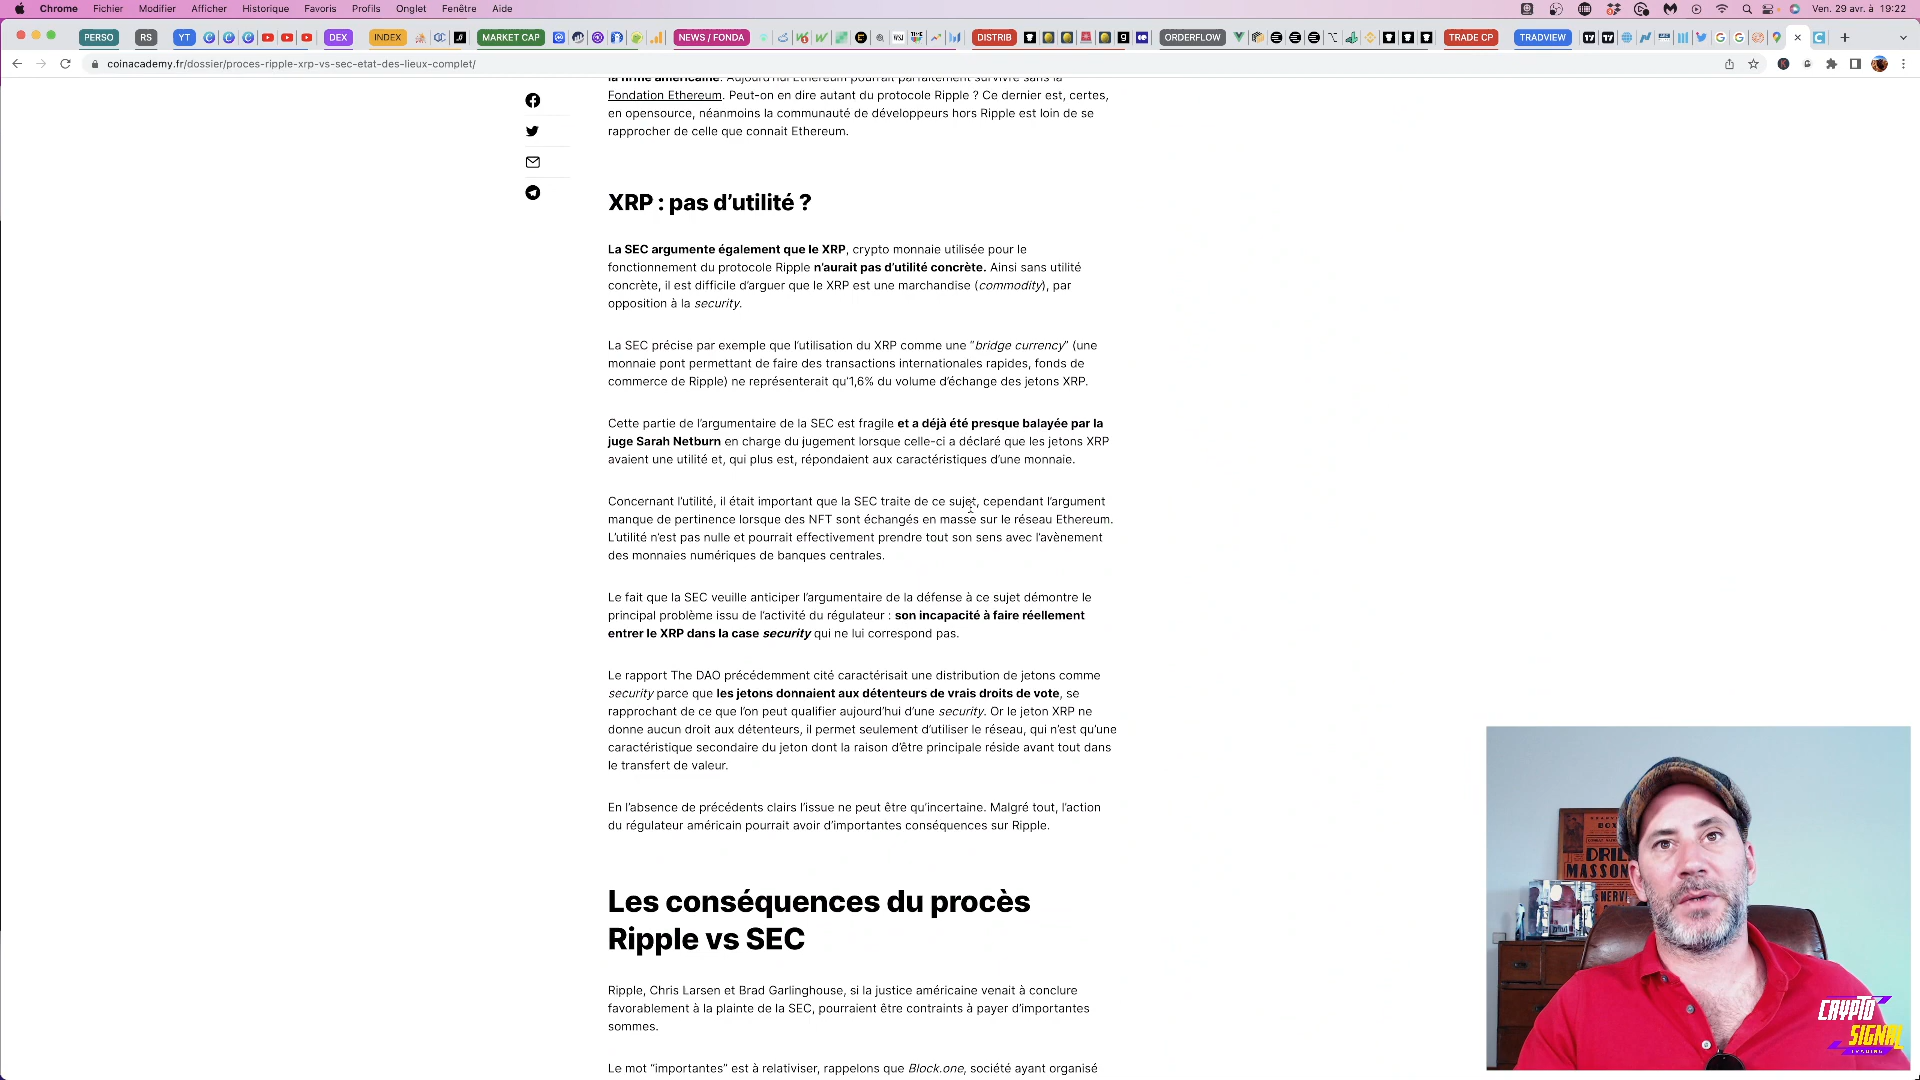 Chrome Fichier Modifier Afficher Historique Favoris Profils Onglet Fenêtre Aide Ven. 29 avr. à 19:22
PERSO RS YT DEX INDEX MARKET CAP NEWS / FONDA DISTRIB ORDERFLOW TRADE CP TRADVIEW
coinacademy.fr/dossier/proces-ripple-xrp-vs-sec-etat-des-lieux-complet/
la firme américaine. Aujourd’hui Ethereum pourrait parfaitement survivre sans la
Fondation Ethereum. Peut-on en dire autant du protocole Ripple ? Ce dernier est, certes,
en opensource, néanmoins la communauté de développeurs hors Ripple est loin de se
rapprocher de celle que connait Ethereum.
XRP : pas d’utilité ?
La SEC argumente également que le XRP, crypto monnaie utilisée pour le
fonctionnement du protocole Ripple n’aurait pas d’utilité concrète. Ainsi sans utilité
concrète, il est difficile d’arguer que le XRP est une marchandise (commodity), par
opposition à la security.
La SEC précise par exemple que l’utilisation du XRP comme une “bridge currency” (une
monnaie pont permettant de faire des transactions internationales rapides, fonds de
commerce de Ripple) ne représenterait qu’1,6% du volume d’échange des jetons XRP.
Cette partie de l’argumentaire de la SEC est fragile et a déjà été presque balayée par la
juge Sarah Netburn en charge du jugement lorsque celle-ci a déclaré que les jetons XRP
avaient une utilité et, qui plus est, répondaient aux caractéristiques d’une monnaie.
Concernant l’utilité, il était important que la SEC traite de ce sujet, cependant l’argument
manque de pertinence lorsque des NFT sont échangés en masse sur le réseau Ethereum.
L’utilité n’est pas nulle et pourrait effectivement prendre tout son sens avec l’avènement
des monnaies numériques de banques centrales.
Le fait que la SEC veuille anticiper l’argumentaire de la défense à ce sujet démontre le
principal problème issu de l’activité du régulateur : son incapacité à faire réellement
entrer le XRP dans la case security qui ne lui correspond pas.
Le rapport The DAO précédemment cité caractérisait une distribution de jetons comme
security parce que les jetons donnaient aux détenteurs de vrais droits de vote, se
rapprochant de ce que l’on peut qualifier aujourd’hui d’une security. Or le jeton XRP ne
donne aucun droit aux détenteurs, il permet seulement d’utiliser le réseau, qui n’est qu’une
caractéristique secondaire du jeton dont la raison d’être principale réside avant tout dans
le transfert de valeur.
En l’absence de précédents clairs l’issue ne peut être qu’incertaine. Malgré tout, l’action
du régulateur américain pourrait avoir d’importantes conséquences sur Ripple.
Les conséquences du procès
Ripple vs SEC
Ripple, Chris Larsen et Brad Garlinghouse, si la justice américaine venait à conclure
favorablement à la plainte de la SEC, pourraient être contraints à payer d’importantes
sommes.
Le mot “importantes” est à relativiser, rappelons que Block.one, société ayant organisé
DRIL
MASSON
CRYPTO
SIGNAL
TRADING